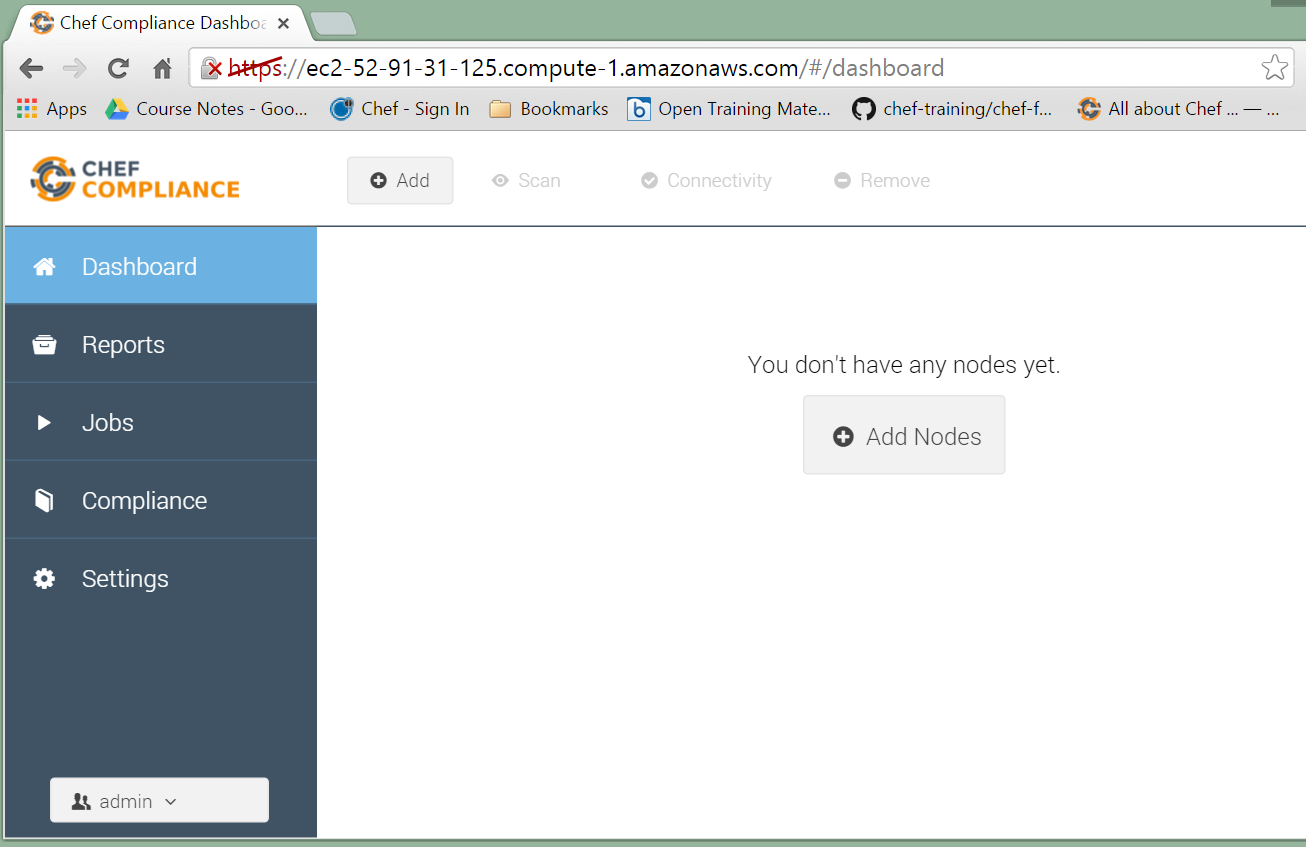 Chef Compliance Dashboa
https://ec2-52-91-31-125.compute-1.amazonaws.com/#/dashboard
Apps Course Notes - Goo... Chef - Sign In Bookmarks Open Training Mate... chef-training/chef-f... All about Chef ... — ...
CHEF
COMPLIANCE
Add Scan Connectivity Remove
Dashboard
Reports
Jobs
Compliance
Settings
admin
You don't have any nodes yet.
Add Nodes